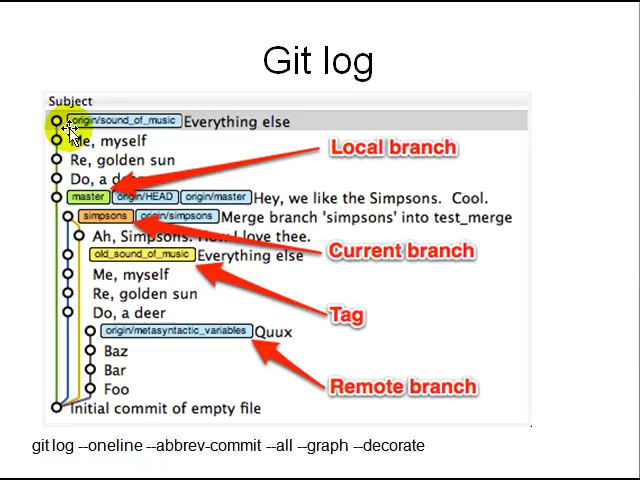 Git log
Subject
origin/sound_of_music Everything else
Me, myself
Local branch
Re, golden sun
Do, a deer
master origin/HEAD origin/master Hey, we like the Simpsons. Cool.
simpsons origin/simpsons Merge branch 'simpsons' into test_merge
Ah, Simpsons. How I love thee.
Current branch
old_sound_of_music Everything else
Me, myself
Re, golden sun
Do, a deer
Tag
origin/metasyntactic_variables Quux
Baz
Bar
Foo
Remote branch
Initial commit of empty file
git log --oneline --abbrev-commit --all --graph --decorate